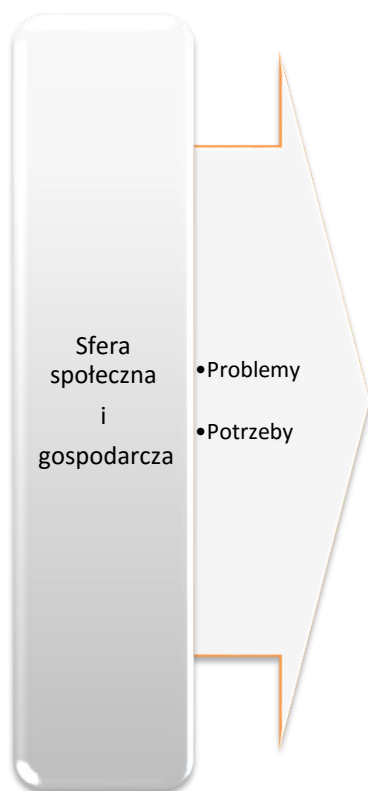 Sfera
społeczna
i
gospodarcza
•Problemy
•Potrzeby